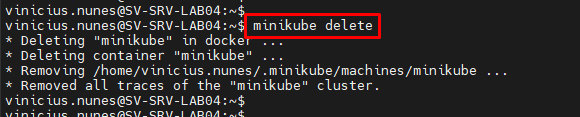 vinicius.nunes@SV-SRV-LAB04:~$
vinicius.nunes@SV-SRV-LAB04:~$ minikube delete
* Deleting "minikube" in docker ...
* Deleting container "minikube" ...
* Removing /home/vinicius.nunes/.minikube/machines/minikube ...
* Removed all traces of the "minikube" cluster.
vinicius.nunes@SV-SRV-LAB04:~$
vinicius.nunes@SV-SRV-LAB04:~$